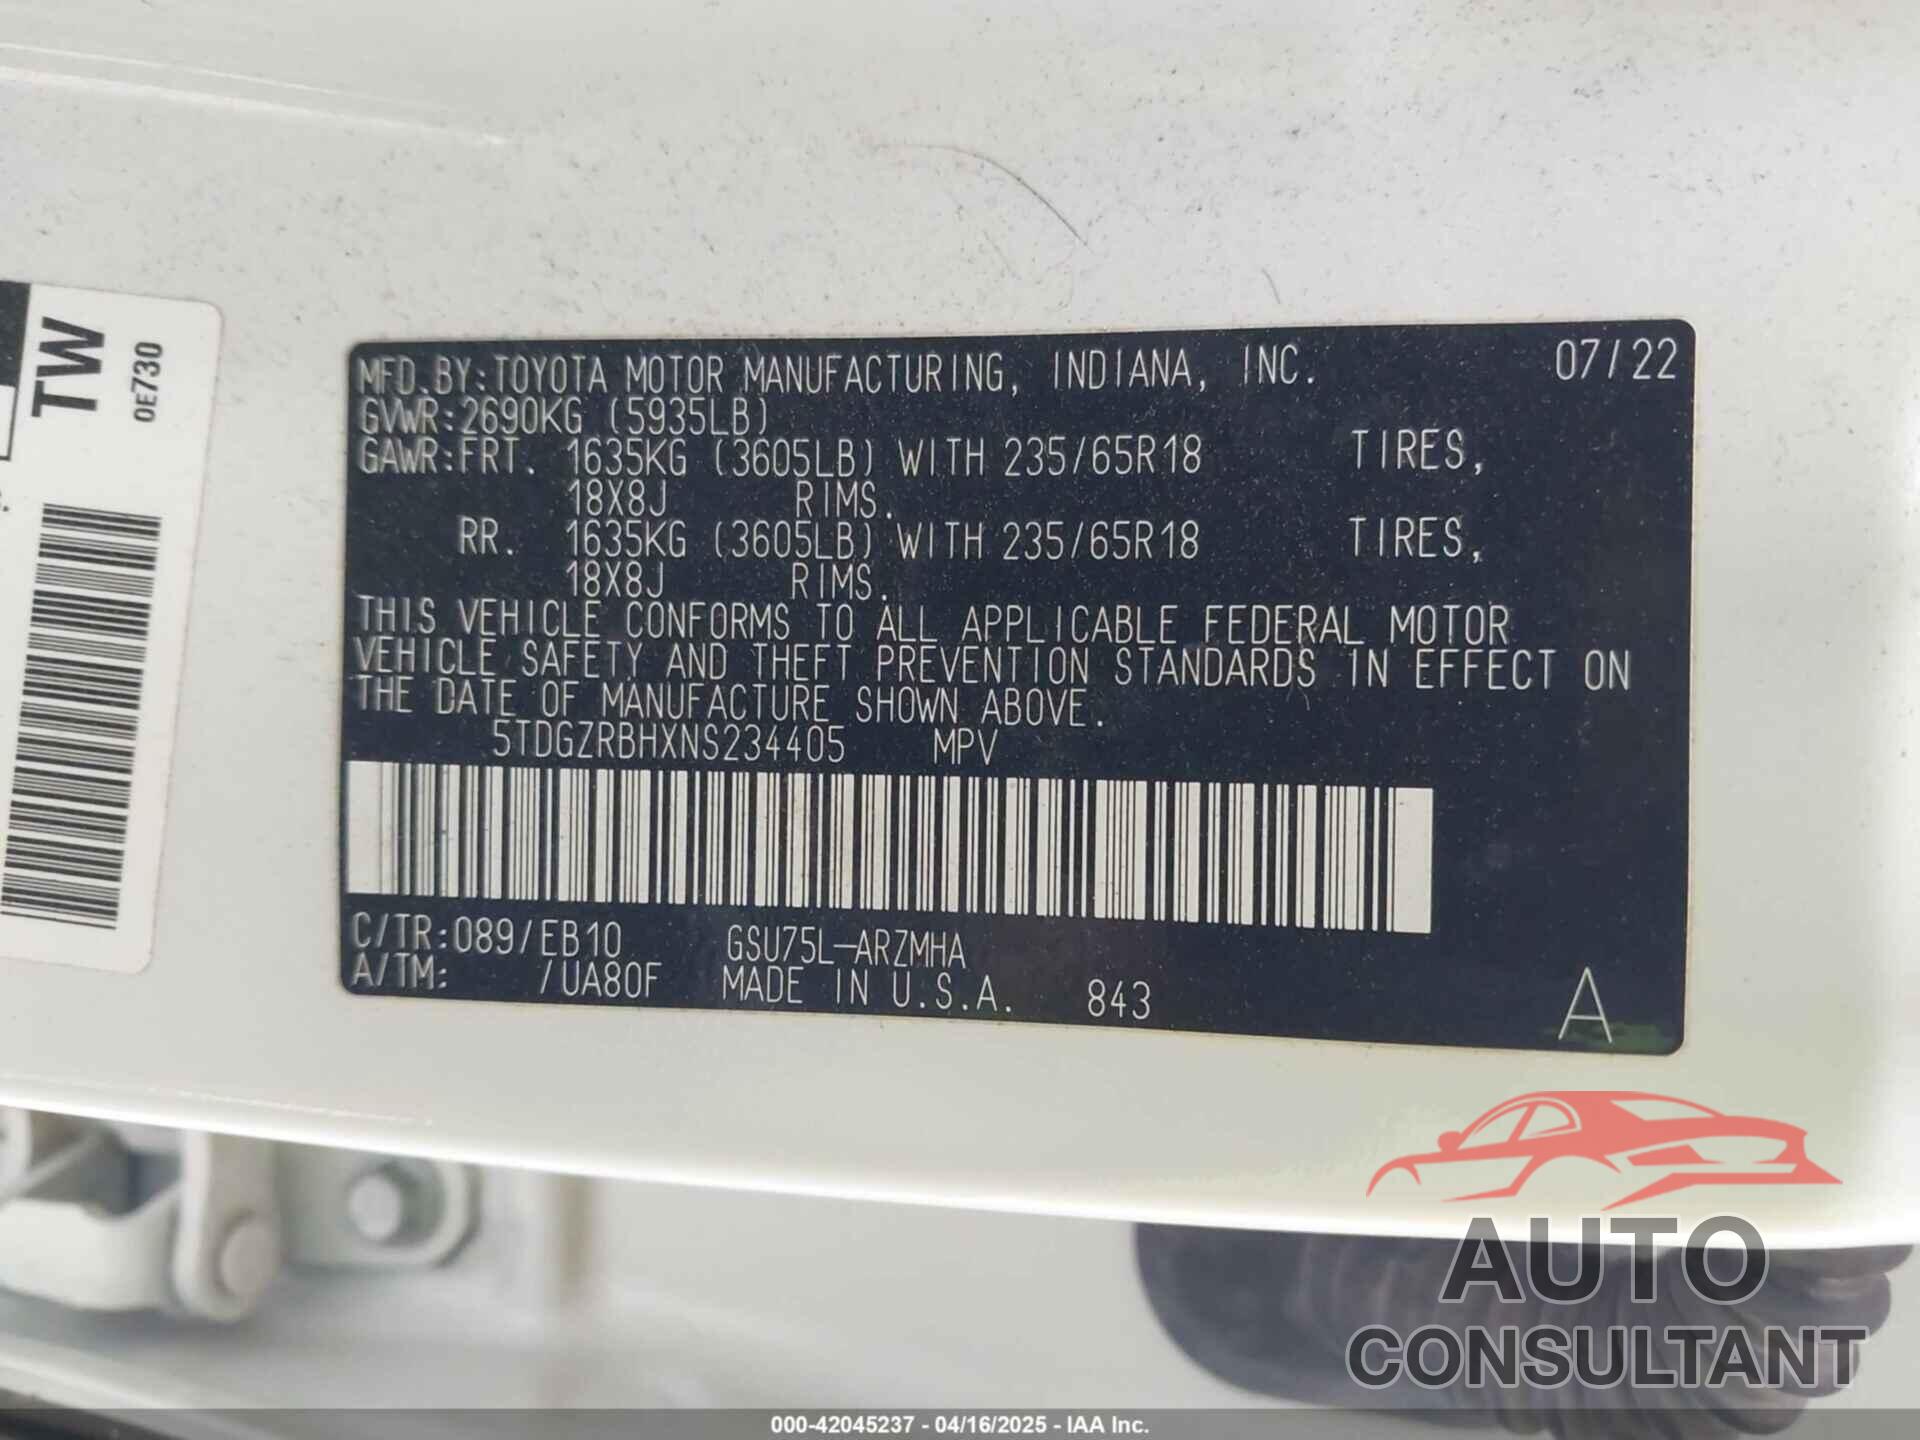 TW
0E730
MFD.BY:TOYOTA MOTOR MANUFACTURING, INDIANA, INC. 07/22
GVWR:2690KG (5935LB)
GAWR:FRT. 1635KG (3605LB) WITH 235/65R18 TIRES,
18X8J RIMS.
RR. 1635KG (3605LB) WITH 235/65R18 TIRES,
18X8J RIMS.
THIS VEHICLE CONFORMS TO ALL APPLICABLE FEDERAL MOTOR
VEHICLE SAFETY AND THEFT PREVENTION STANDARDS IN EFFECT ON
THE DATE OF MANUFACTURE SHOWN ABOVE.
5TDGZRBHXNS234405 MPV
C/TR:089/EB10 GSU75L-ARZMHA
A/TM: /UA80F MADE IN U.S.A. 843 A
AUTO
CONSULTANT
000-42045237 - 04/16/2025 - IAA Inc.